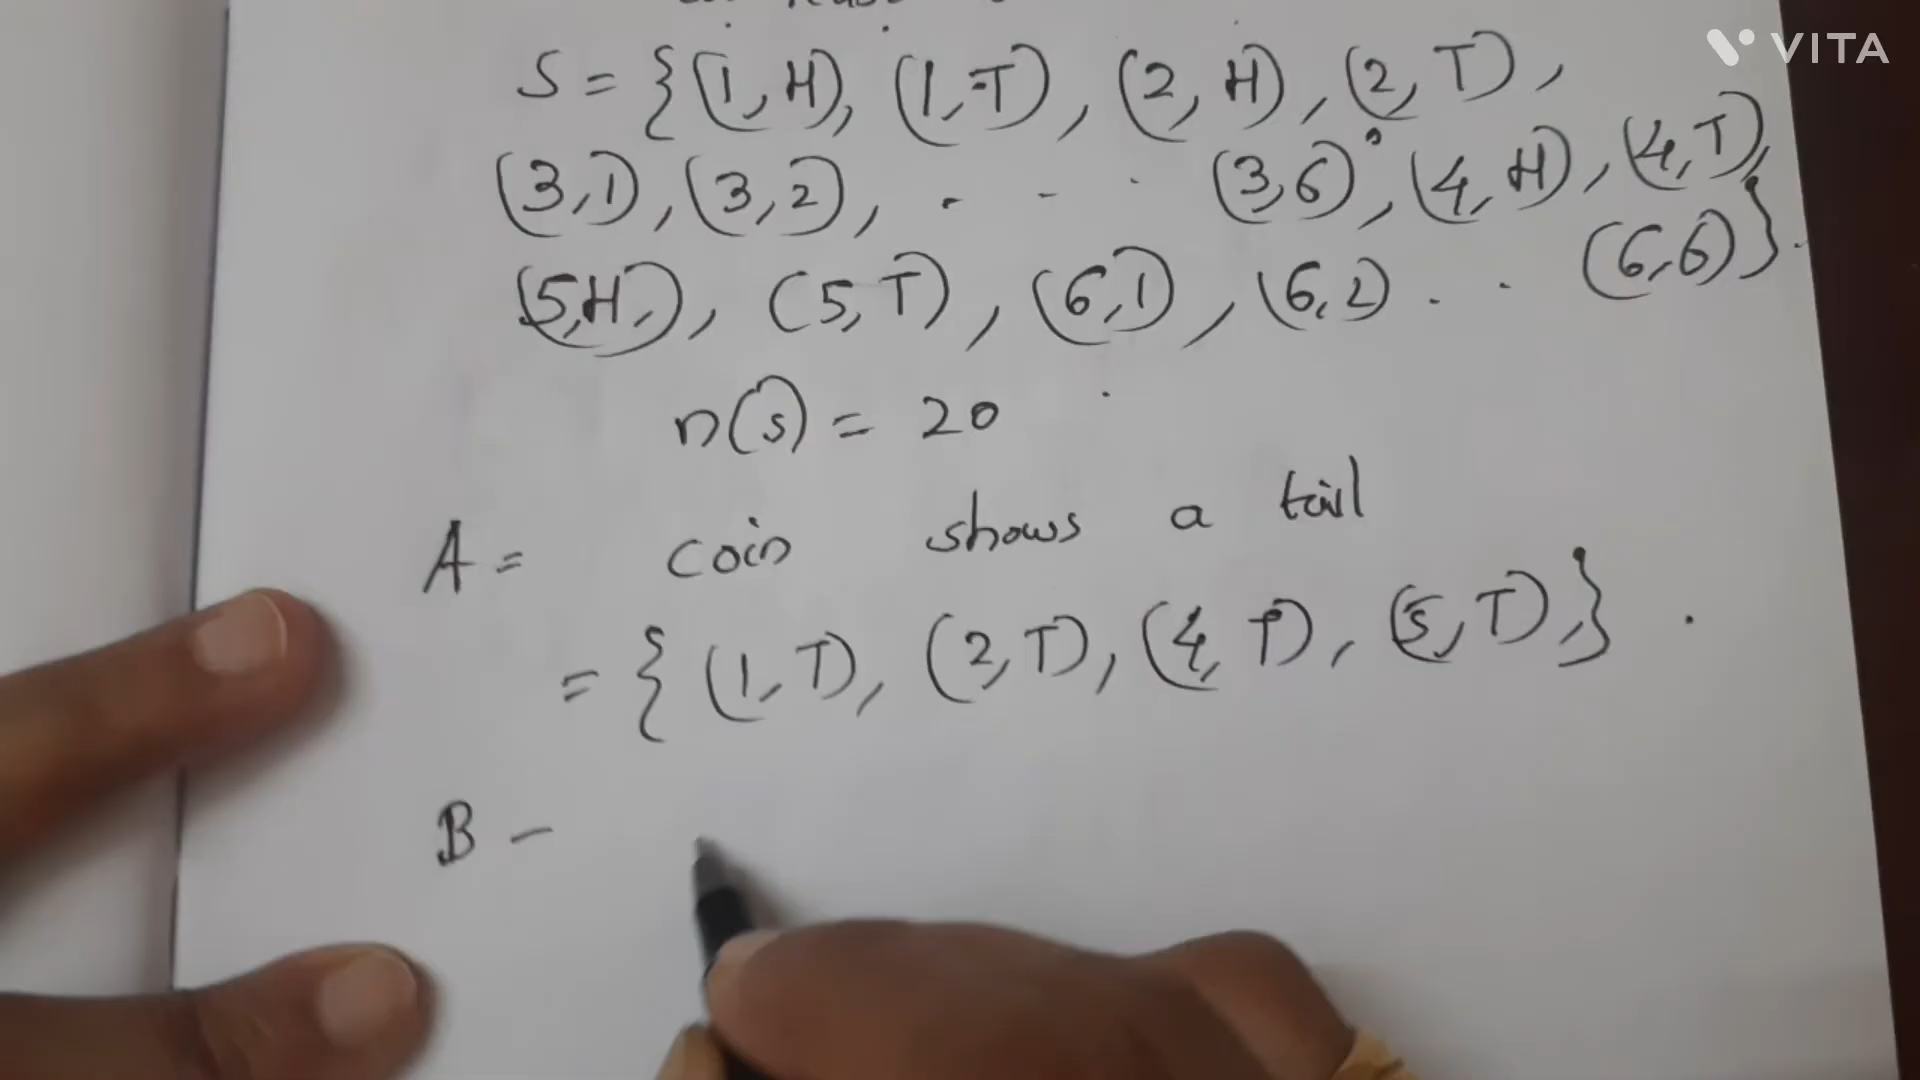 VITA
S = {(1, H), (1, T), (2, H), (2, T),
(3, 1), (3, 2), . . . (3, 6), (4, H), (4, T),
(5, H), (5, T), (6, 1), (6, 2) . . (6, 6)}.
n(s) = 20
A = coin shows a tail
= {(1, T), (2, T), (4, T), (5, T),} .
B –